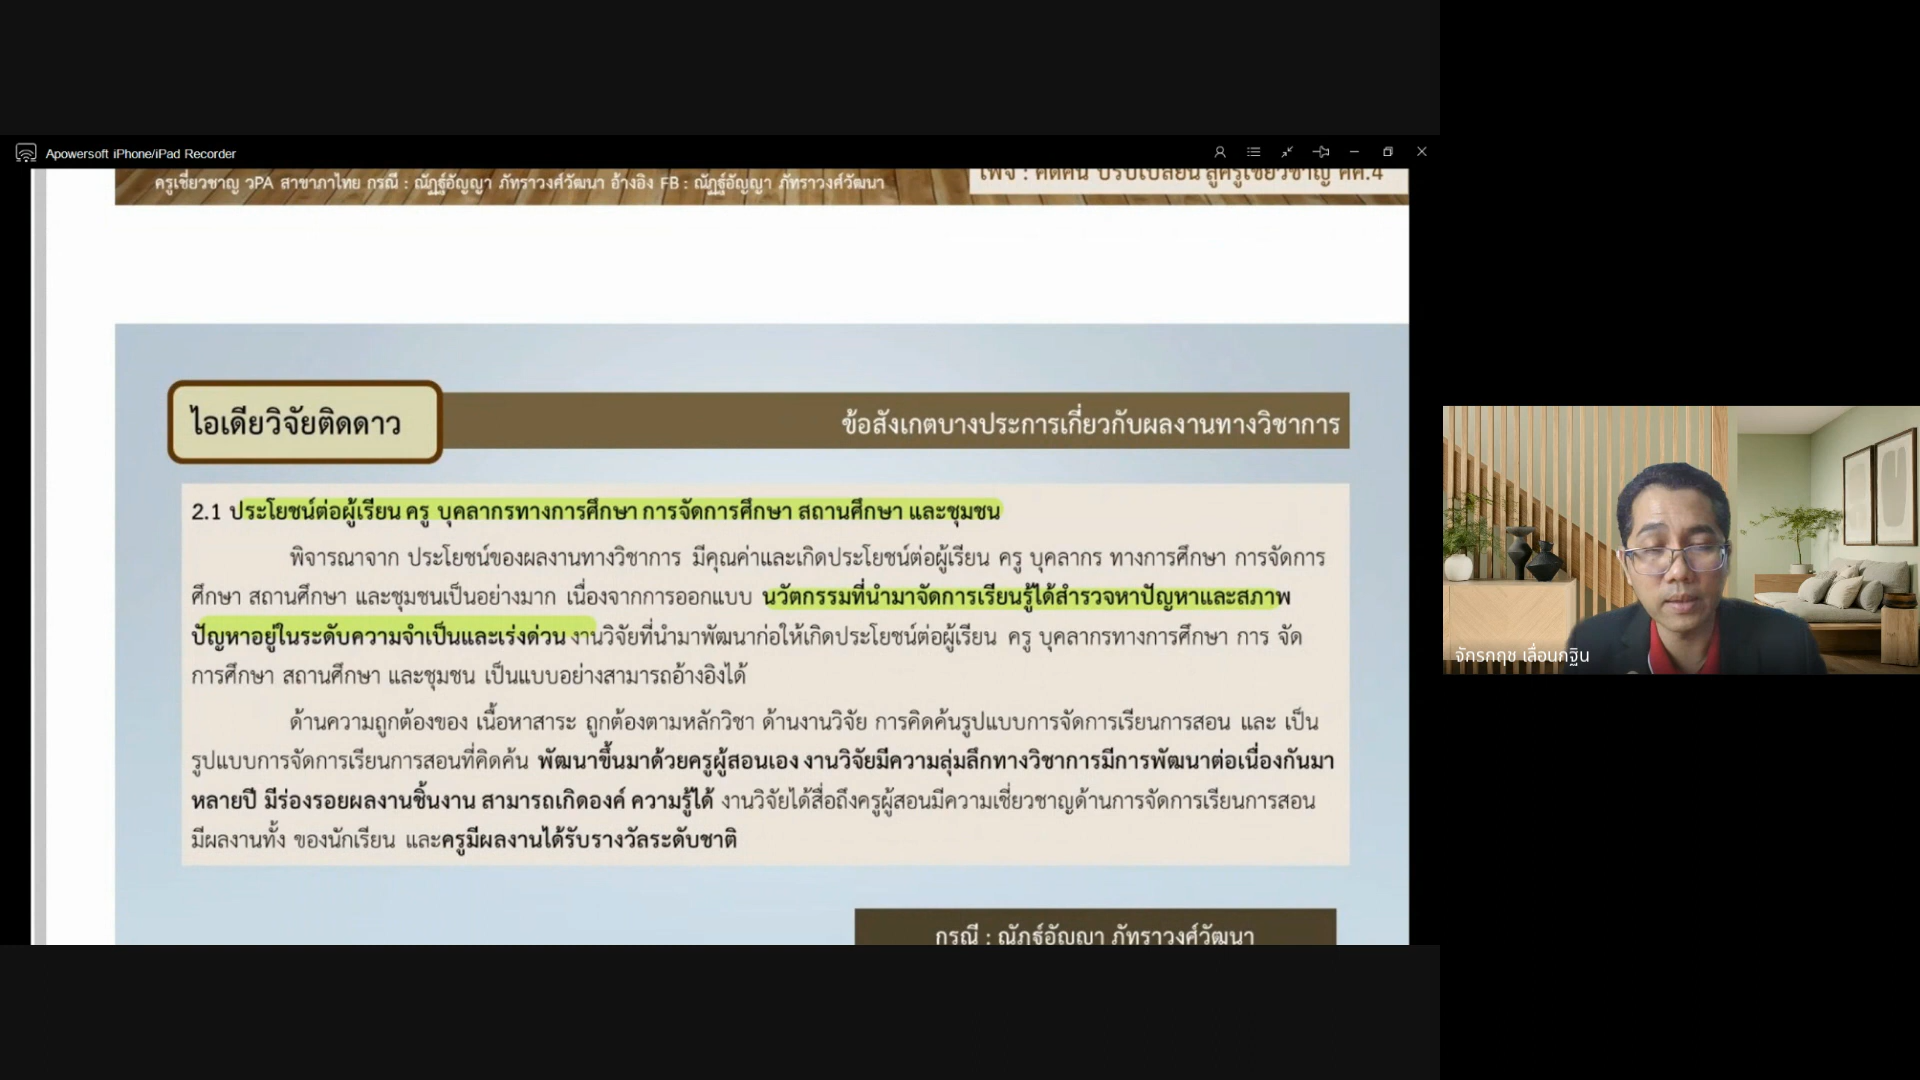 Apowersoft iPhone/iPad Recorder
ครูเชี่ยวชาญ วPA สาขาภาไทย กรณี : ณัฏฐ์อัญญา ภัทราวงศ์วัฒนา อ้างอิง FB : ณัฏฐ์อัญญา ภัทราวงศ์วัฒนา
เพจ : คิดค้น ปรับเปลี่ยน สู่ครูเชี่ยวชาญ คศ.4
ไอเดียวิจัยติดดาว
ข้อสังเกตบางประการเกี่ยวกับผลงานทางวิชาการ
2.1 ประโยชน์ต่อผู้เรียน ครู บุคลากรทางการศึกษา การจัดการศึกษา สถานศึกษา และชุมชน
พิจารณาจาก ประโยชน์ของผลงานทางวิชาการ มีคุณค่าและเกิดประโยชน์ต่อผู้เรียน ครู บุคลากร ทางการศึกษา การจัดการ
ศึกษา สถานศึกษา และชุมชนเป็นอย่างมาก เนื่องจากการออกแบบ นวัตกรรมที่นำมาจัดการเรียนรู้ได้สำรวจหาปัญหาและสภาพ
ปัญหาอยู่ในระดับความจำเป็นและเร่งด่วน งานวิจัยที่นำมาพัฒนาก่อให้เกิดประโยชน์ต่อผู้เรียน ครู บุคลากรทางการศึกษา การ จัด
การศึกษา สถานศึกษา และชุมชน เป็นแบบอย่างสามารถอ้างอิงได้
ด้านความถูกต้องของ เนื้อหาสาระ ถูกต้องตามหลักวิชา ด้านงานวิจัย การคิดค้นรูปแบบการจัดการเรียนการสอน และ เป็น
รูปแบบการจัดการเรียนการสอนที่คิดค้น พัฒนาขึ้นมาด้วยครูผู้สอนเอง งานวิจัยมีความลุ่มลึกทางวิชาการมีการพัฒนาต่อเนื่องกันมา
หลายปี มีร่องรอยผลงานชิ้นงาน สามารถเกิดองค์ ความรู้ได้ งานวิจัยได้สื่อถึงครูผู้สอนมีความเชี่ยวชาญด้านการจัดการเรียนการสอน
มีผลงานทั้ง ของนักเรียน และครูมีผลงานได้รับรางวัลระดับชาติ
กรณี : ณัภฐ์อัญญา ภัทราวงศ์วัฒนา
จักรกฤช เลื่อนกฐิน